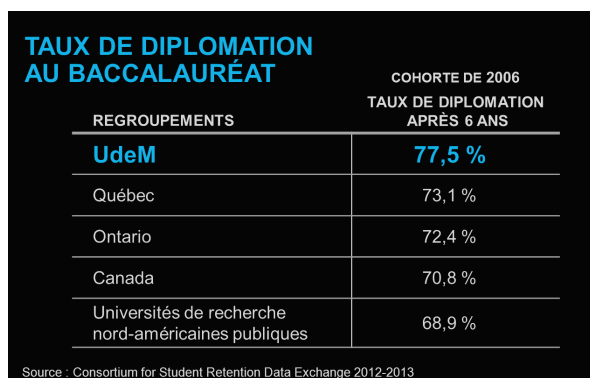 TAUX DE DIPLOMATION
AU BACCALAURÉAT
COHORTE DE 2006
REGROUPEMENTS
TAUX DE DIPLOMATION
APRÈS 6 ANS
UdeM 77,5 %
Québec 73,1 %
Ontario 72,4 %
Canada 70,8 %
Universités de recherche
nord-américaines publiques 68,9 %
Source : Consortium for Student Retention Data Exchange 2012-2013